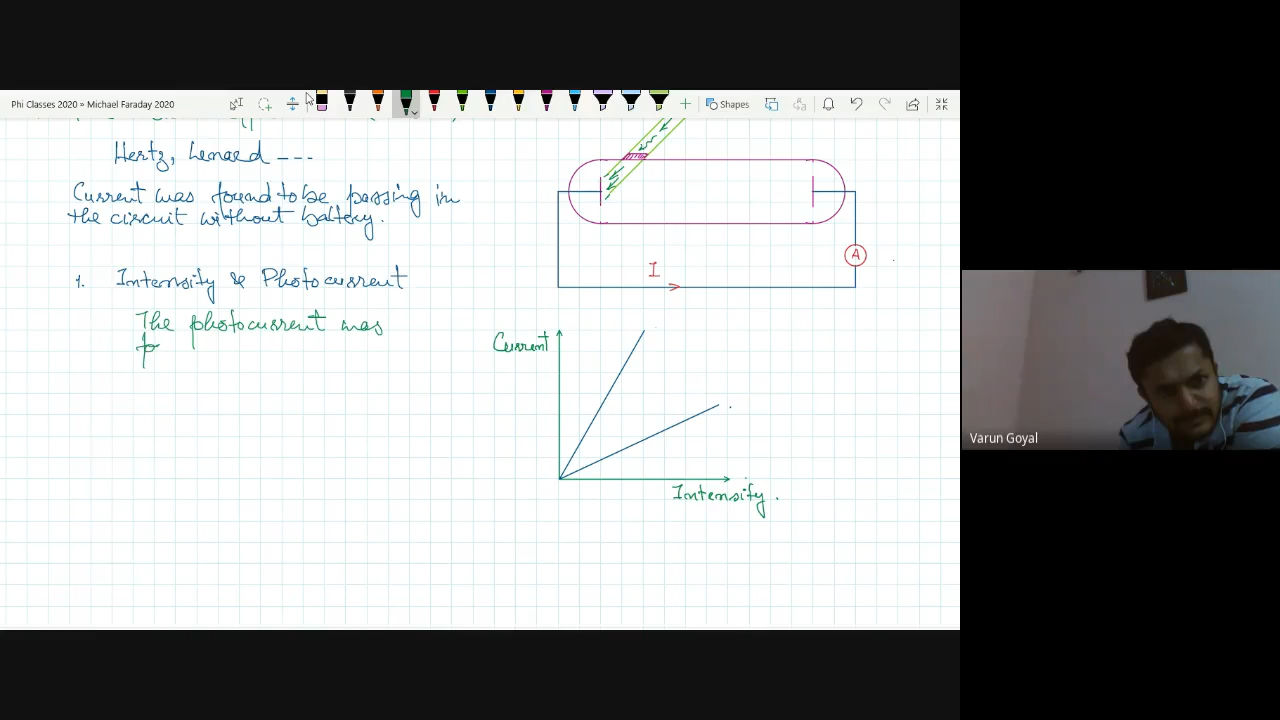 Phi Classes 2020 » Michael Faraday 2020
Shapes
Hertz, Lenard ---
Current was found to be passing in
the circuit without battery.
A
I
1. Intensity & Photocurrent
The photocurrent was
fo
Current
Intensity.
Varun Goyal